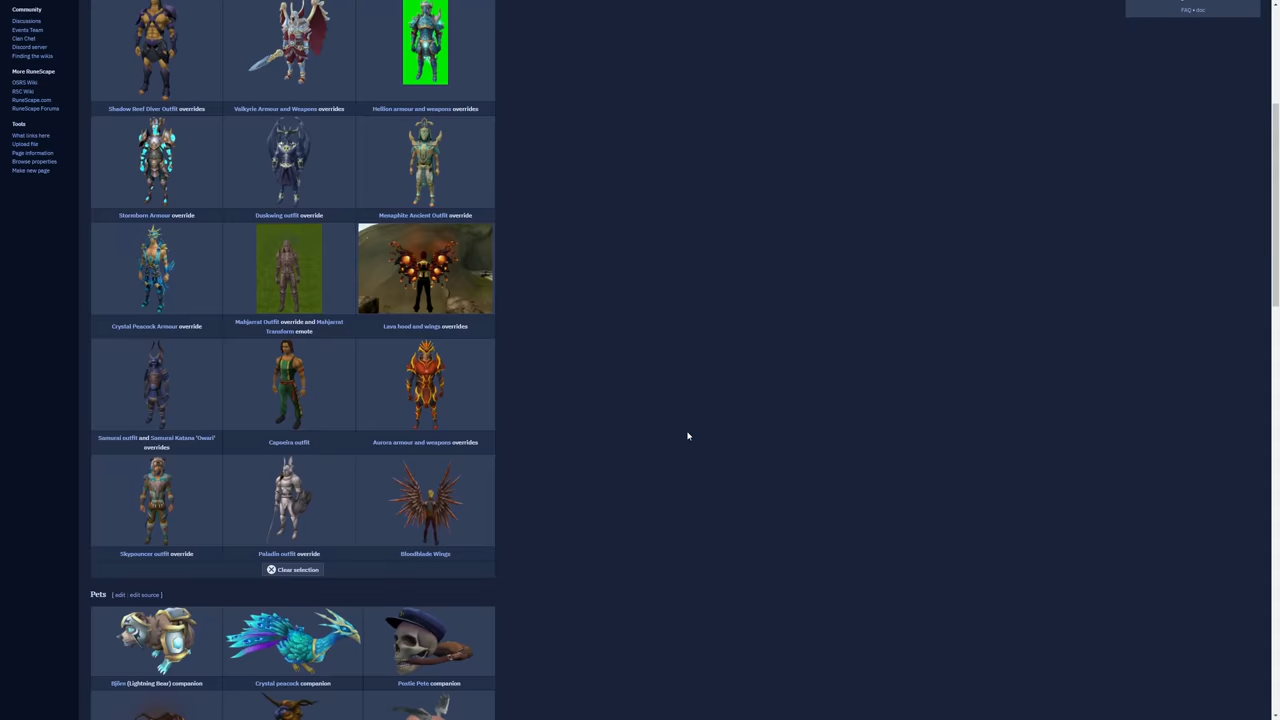 Community
Discussions
Events Team
Clan Chat
Discord server
Finding the wikis
More RuneScape
OSRS Wiki
RSC Wiki
RuneScape.com
RuneScape Forums
Tools
What links here
Upload file
Page information
Browse properties
Make new page
FAQ • doc
Shadow Reef Diver Outfit overrides
Valkyrie Armour and Weapons overrides
Hellion armour and weapons overrides
Stormborn Armour override
Duskwing outfit override
Menaphite Ancient Outfit override
Crystal Peacock Armour override
Mahjarrat Outfit override and Mahjarrat
Transform emote
Lava hood and wings overrides
Samurai outfit and Samurai Katana 'Owari'
overrides
Capoeira outfit
Aurora armour and weapons overrides
Skypouncer outfit override
Paladin outfit override
Bloodblade Wings
Clear selection
Pets [ edit | edit source ]
Björn (Lightning Bear) companion
Crystal peacock companion
Postie Pete companion